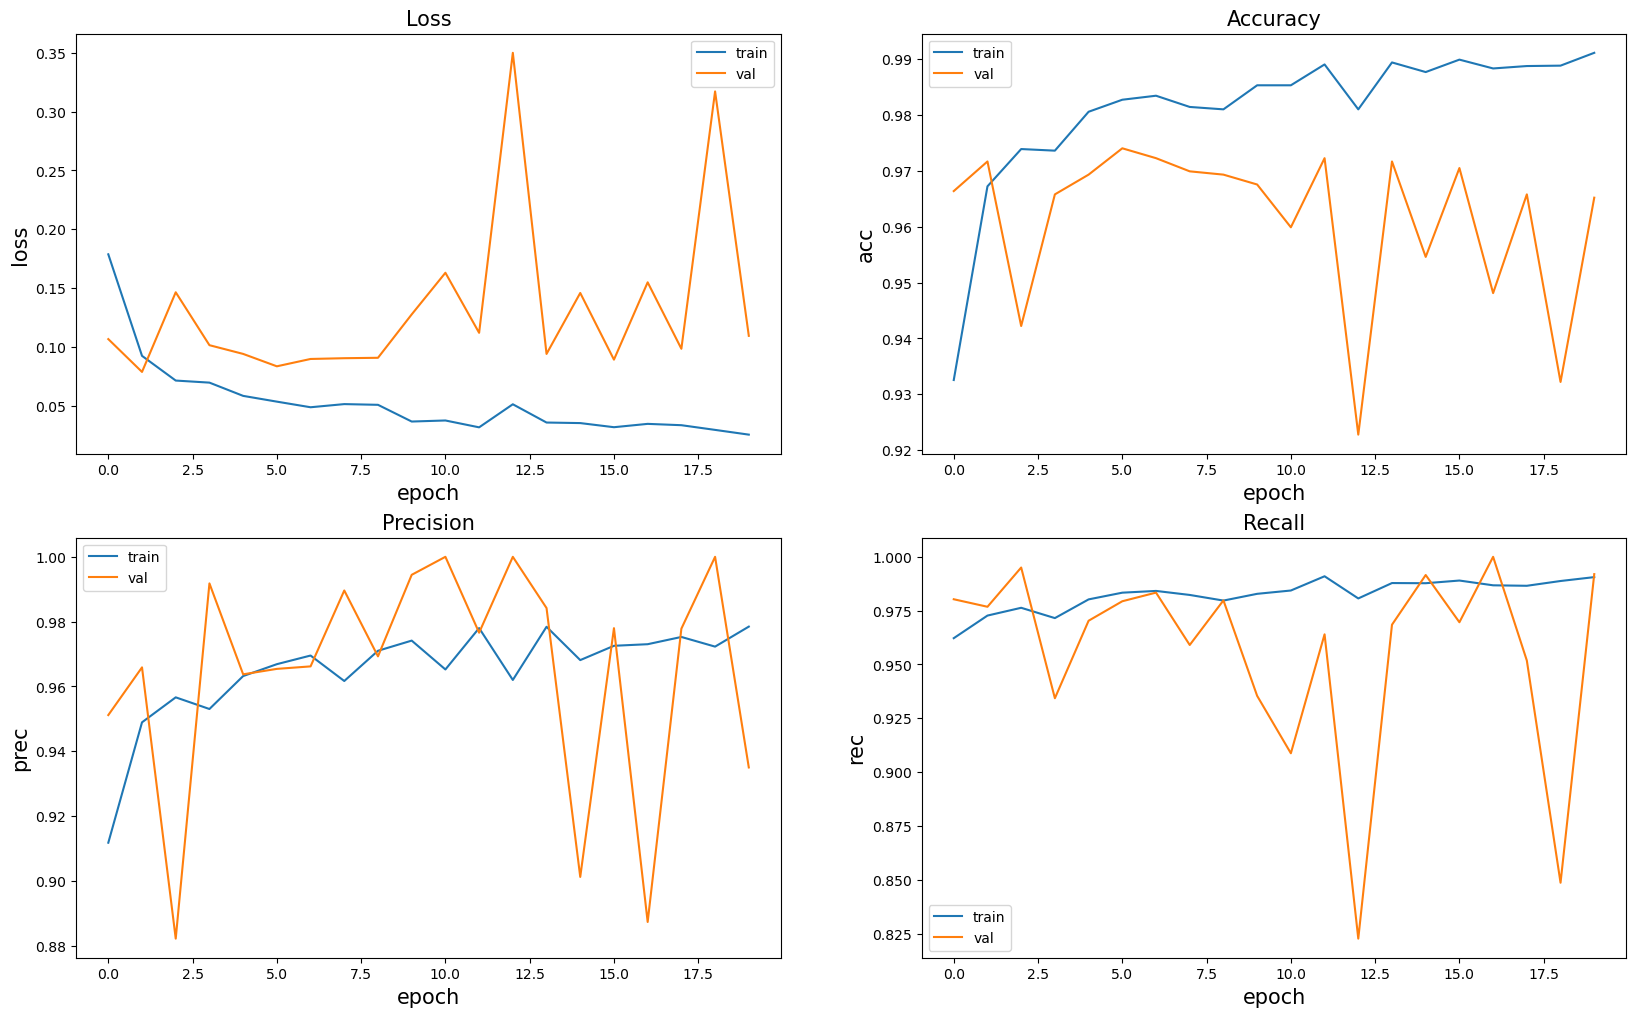 Loss
train
val
0.35
0.30
0.25
0.20
0.15
0.10
0.05
loss
0.0 2.5 5.0 7.5 10.0 12.5 15.0 17.5
epoch
Accuracy
train
val
0.99
0.98
0.97
0.96
0.95
0.94
0.93
0.92
acc
0.0 2.5 5.0 7.5 10.0 12.5 15.0 17.5
epoch
Precision
train
val
1.00
0.98
0.96
0.94
0.92
0.90
0.88
prec
0.0 2.5 5.0 7.5 10.0 12.5 15.0 17.5
epoch
Recall
1.000
0.975
0.950
0.925
0.900
0.875
0.850
0.825
rec
train
val
0.0 2.5 5.0 7.5 10.0 12.5 15.0 17.5
epoch